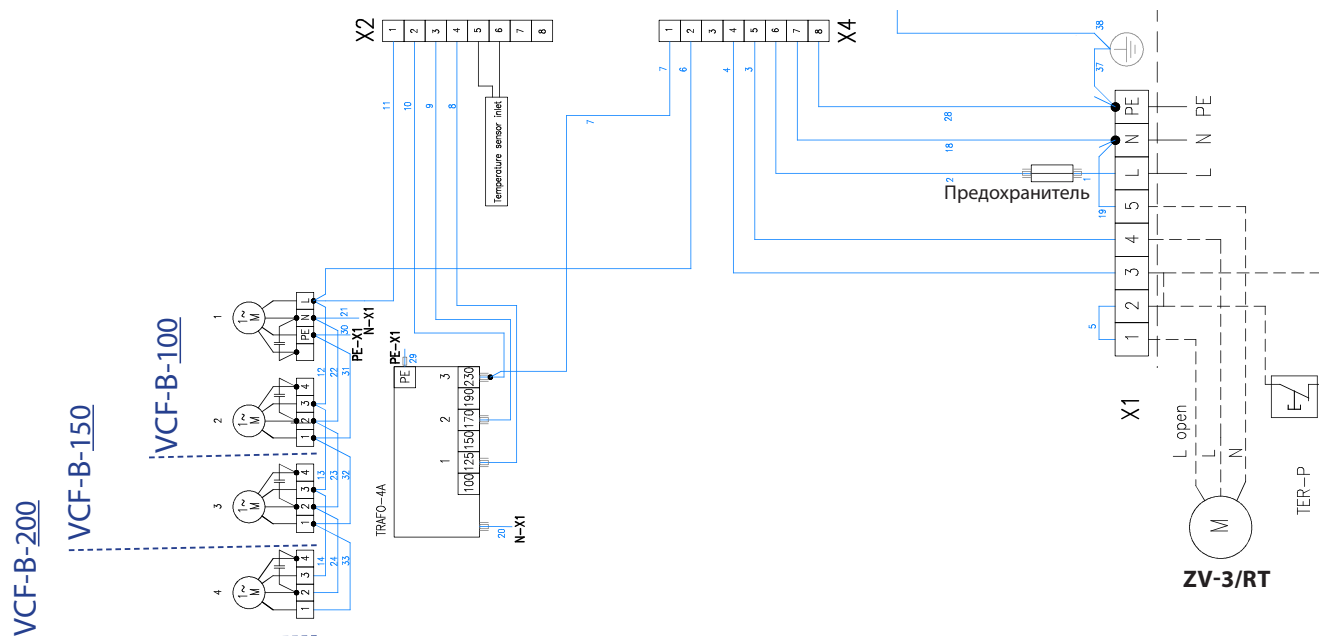 X2
1 2 3 4 5 6 7 8
X4
1 2 3 4 5 6 7 8
11
10
9
8
Temperature sensor inlet
7
7
6
4
3
38
37
28
18
2
1
19
5
Предохранитель
PE
N
L
5
4
3
2
1
PE
N
L
X1
L open
L
N
M
ZV-3/RT
TER-P
1
1~
M
L
N
PE
21
30
PE-X1
N-X1
12
22
31
2
1~
M
4
3
2
1
13
23
32
3
1~
M
4
3
2
1
14
24
33
4
1~
M
4
3
2
1
VCF-B-100
VCF-B-150
VCF-B-200
PE-X1
29
PE
TRAFO-4A
3
2
1
230
190
170
150
125
100
20
N-X1